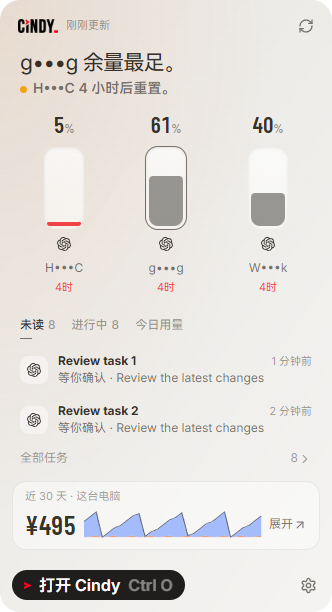 CiNDY. 刚刚更新
g•••g 余量最足。
H•••C 4 小时后重置。
5% 61% 40%
H•••C g•••g W•••k
4时 4时 4时
未读 8 进行中 8 今日用量
Review task 1 1 分钟前
等你确认 · Review the latest changes
Review task 2 2 分钟前
等你确认 · Review the latest changes
全部任务 8
近 30 天 · 这台电脑
¥495 展开
打开 Cindy Ctrl O